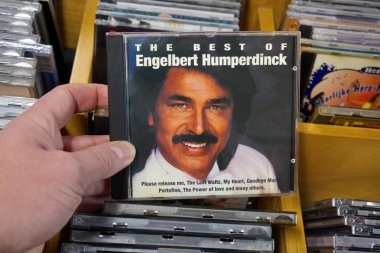 THE BEST OF
Engelbert Humperdinck
Please release me, The Last Waltz, My Heart, Goodbye Mar
Portofino, The Power of love and many others.